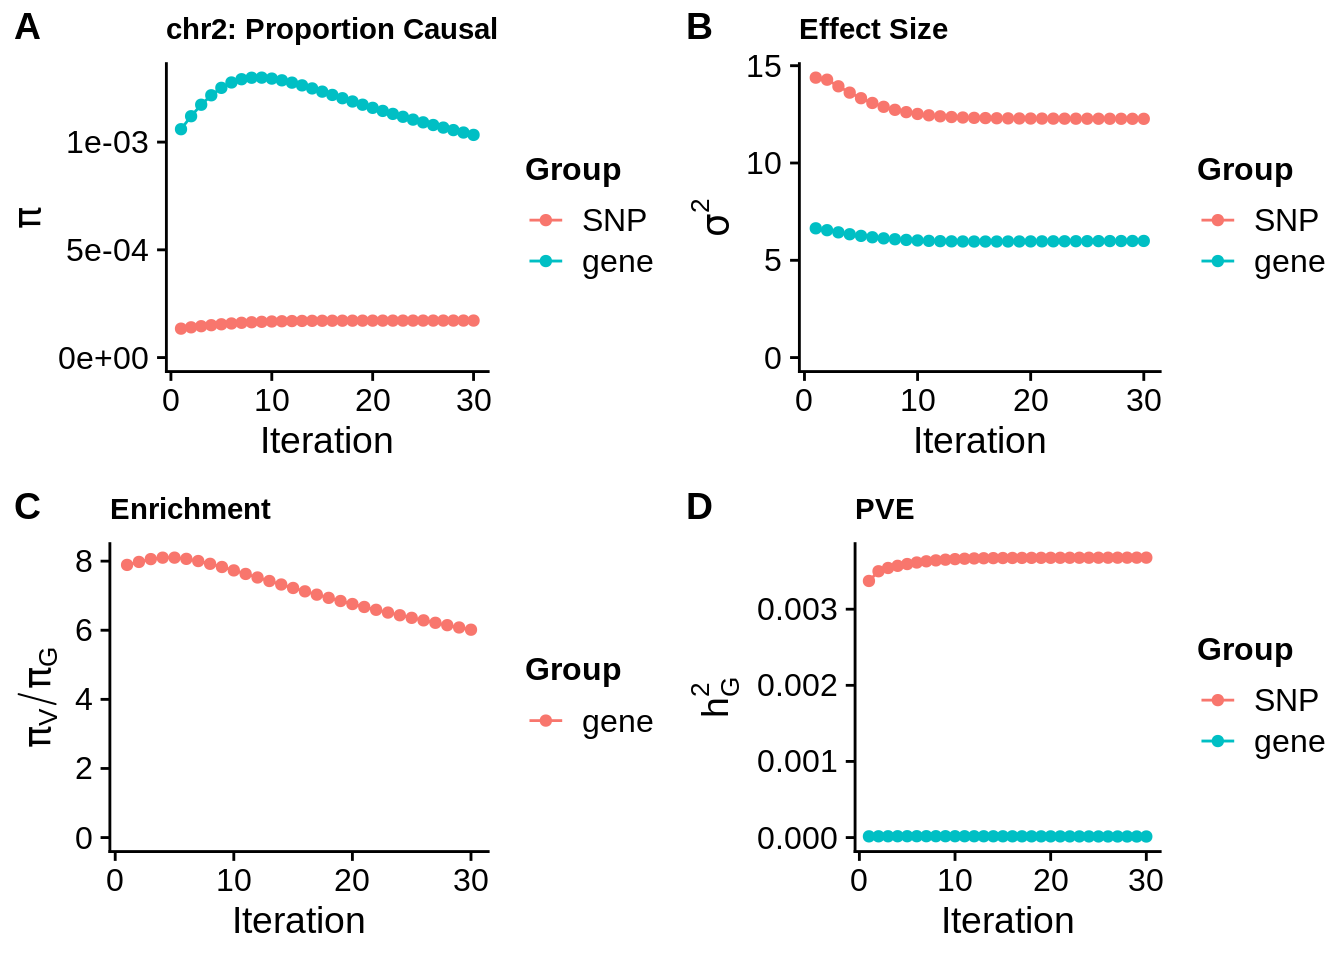 A
chr2: Proportion Causal
1e-03
5e-04
0e+00
π
0 10 20 30
Iteration
Group
SNP
gene
B
Effect Size
15
10
5
0
σ²
0 10 20 30
Iteration
Group
SNP
gene
C
Enrichment
8
6
4
2
0
πV/πG
0 10 20 30
Iteration
Group
gene
D
PVE
0.003
0.002
0.001
0.000
h²G
0 10 20 30
Iteration
Group
SNP
gene